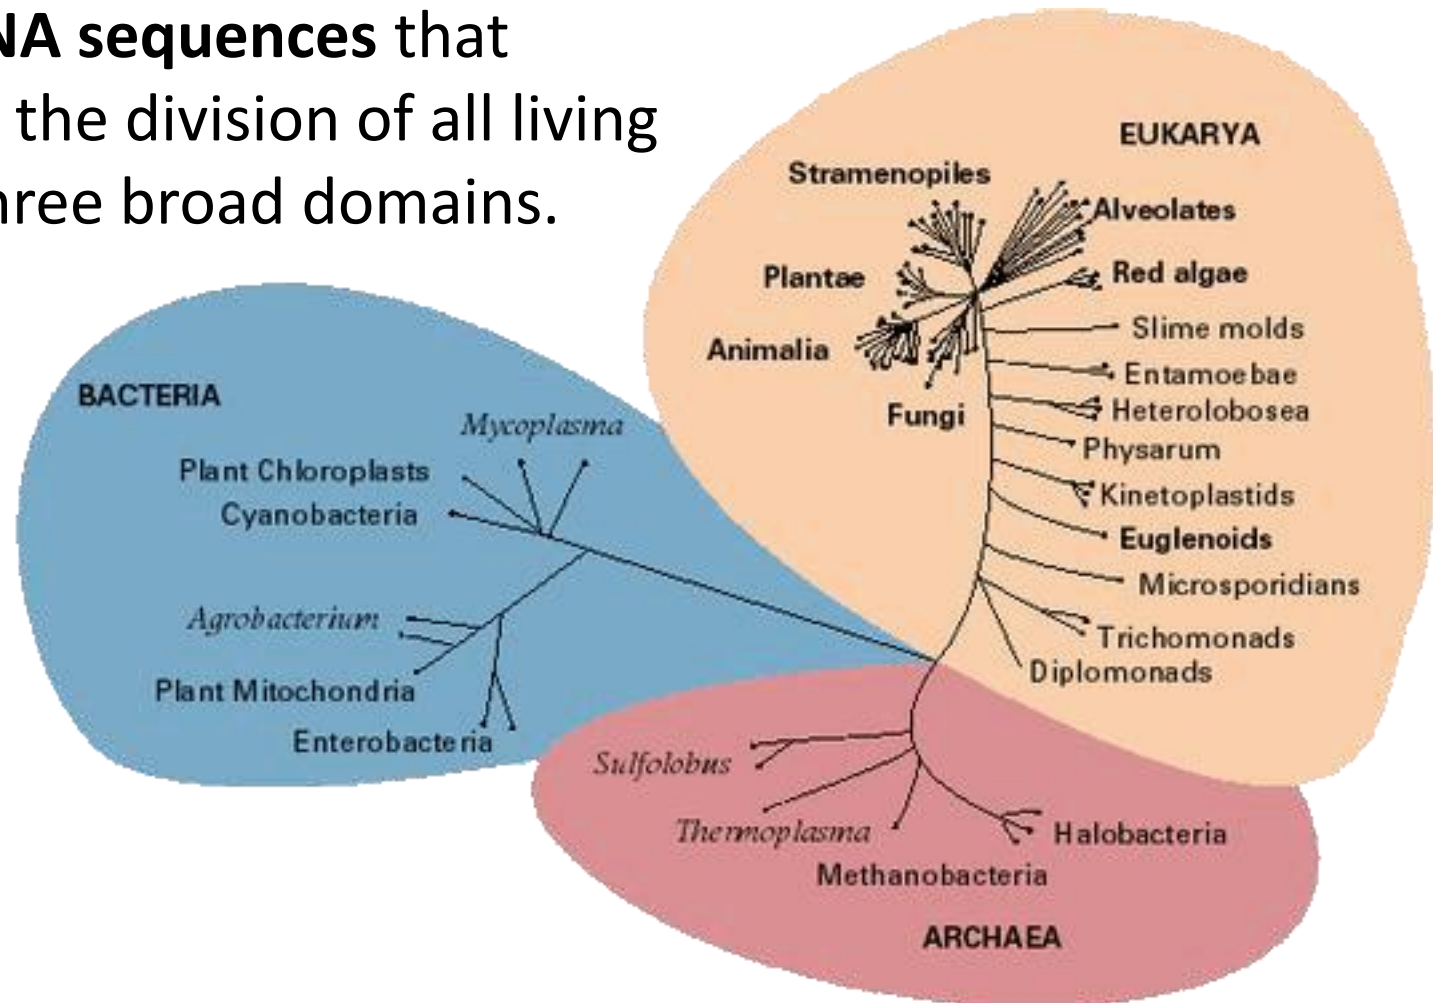 NA sequences that
the division of all living
hree broad domains.
EUKARYA
Stramenopiles
Alveolates
Plantae
Red algae
Animalia
Slime molds
Entamoebae
Heterolobosea
Fungi
Physarum
Kinetoplastids
Euglenoids
Microsporidians
Trichomonads
Diplomonads
BACTERIA
Mycoplasma
Plant Chloroplasts
Cyanobacteria
Agrobacterium
Plant Mitochondria
Enterobacteria
Sulfolobus
Thermoplasma
Halobacteria
Methanobacteria
ARCHAEA